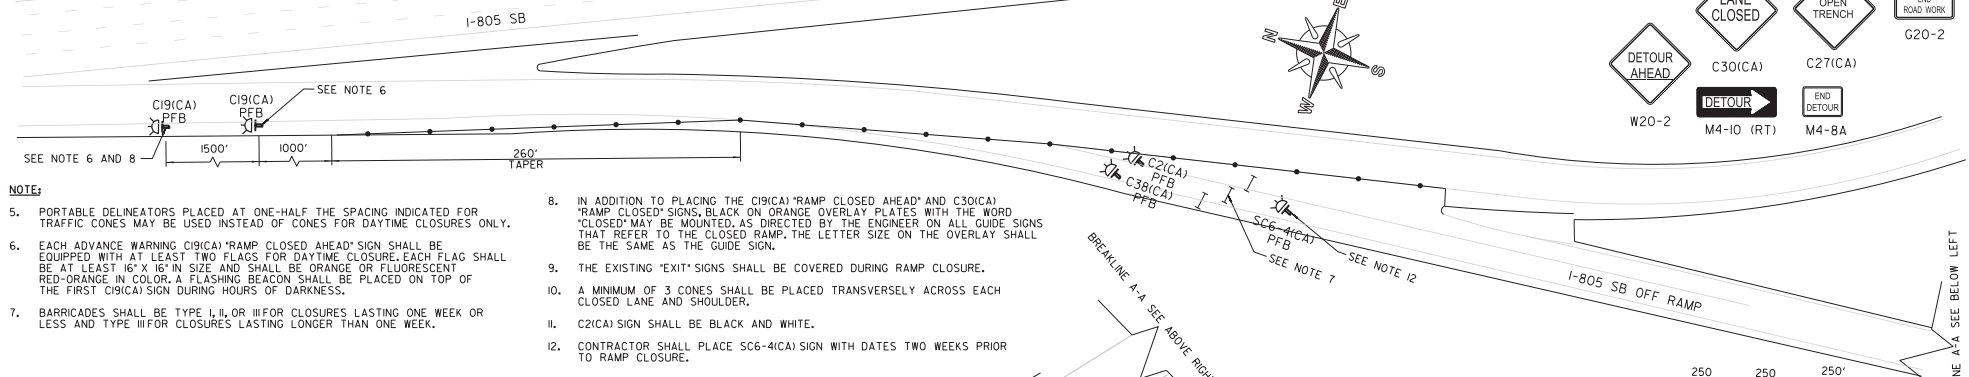 I-805 SB
C19(CA)
PFB
C19(CA)
PFB
SEE NOTE 6
SEE NOTE 6 AND 8
1500'
1000'
260'
TAPER
E
N
S
W
LANE
CLOSED
C30(CA)
OPEN
TRENCH
C27(CA)
END
ROAD WORK
G20-2
DETOUR
AHEAD
W20-2
DETOUR
M4-10 (RT)
END
DETOUR
M4-8A
C2(CA)
PFB
C38(CA)
PFB
SC6-4(CA)
PFB
SEE NOTE 7
SEE NOTE 12
I-805 SB OFF RAMP
NOTE:
5. PORTABLE DELINEATORS PLACED AT ONE-HALF THE SPACING INDICATED FOR
TRAFFIC CONES MAY BE USED INSTEAD OF CONES FOR DAYTIME CLOSURES ONLY.
6. EACH ADVANCE WARNING C19(CA) "RAMP CLOSED AHEAD" SIGN SHALL BE
EQUIPPED WITH AT LEAST TWO FLAGS FOR DAYTIME CLOSURE. EACH FLAG SHALL
BE AT LEAST 16" X 16" IN SIZE AND SHALL BE ORANGE OR FLUORESCENT
RED-ORANGE IN COLOR. A FLASHING BEACON SHALL BE PLACED ON TOP OF
THE FIRST C19(CA) SIGN DURING HOURS OF DARKNESS.
7. BARRICADES SHALL BE TYPE I, II, OR III FOR CLOSURES LASTING ONE WEEK OR
LESS AND TYPE III FOR CLOSURES LASTING LONGER THAN ONE WEEK.
8. IN ADDITION TO PLACING THE C19(CA) "RAMP CLOSED AHEAD" AND C30(CA)
"RAMP CLOSED" SIGNS, BLACK ON ORANGE OVERLAY PLATES WITH THE WORD
"CLOSED" MAY BE MOUNTED, AS DIRECTED BY THE ENGINEER ON ALL GUIDE SIGNS
THAT REFER TO THE CLOSED RAMP. THE LETTER SIZE ON THE OVERLAY SHALL
BE THE SAME AS THE GUIDE SIGN.
9. THE EXISTING "EXIT" SIGNS SHALL BE COVERED DURING RAMP CLOSURE.
10. A MINIMUM OF 3 CONES SHALL BE PLACED TRANSVERSELY ACROSS EACH
CLOSED LANE AND SHOULDER.
11. C2(CA) SIGN SHALL BE BLACK AND WHITE.
12. CONTRACTOR SHALL PLACE SC6-4(CA) SIGN WITH DATES TWO WEEKS PRIOR
TO RAMP CLOSURE.
BREAKLINE A-A SEE ABOVE RIGHT
NE A-A SEE BELOW LEFT
250
250
250'